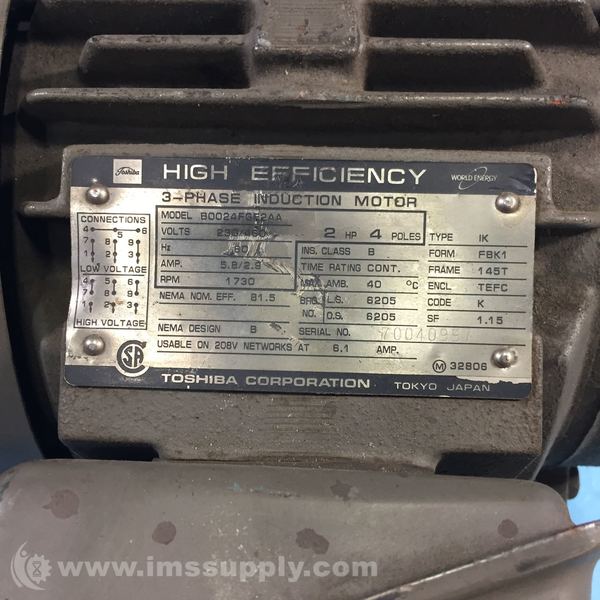 Toshiba HIGH EFFICIENCY WORLD ENERGY
3-PHASE INDUCTION MOTOR
CONNECTIONS
4 6
5
7 8 9
1 2 3
LOW VOLTAGE
4 5 6
7 8 9
1 2 3
HIGH VOLTAGE
MODEL B0024FGF2AA
VOLTS 230/460
Hz 60
AMP. 5.8/2.9
RPM 1730
NEMA NOM. EFF. 81.5
NEMA DESIGN B
USABLE ON 208V NETWORKS AT 6.1 AMP.
2 HP 4 POLES
INS. CLASS B
TIME RATING CONT.
MAX. AMB. 40 °C
BRG. L.S. 6205
NO. O.S. 6205
SERIAL NO.
TYPE IK
FORM FBK1
FRAME 145T
ENCL TEFC
CODE K
SF 1.15
M 32806
SA
TOSHIBA CORPORATION TOKYO JAPAN
www.imssupply.com